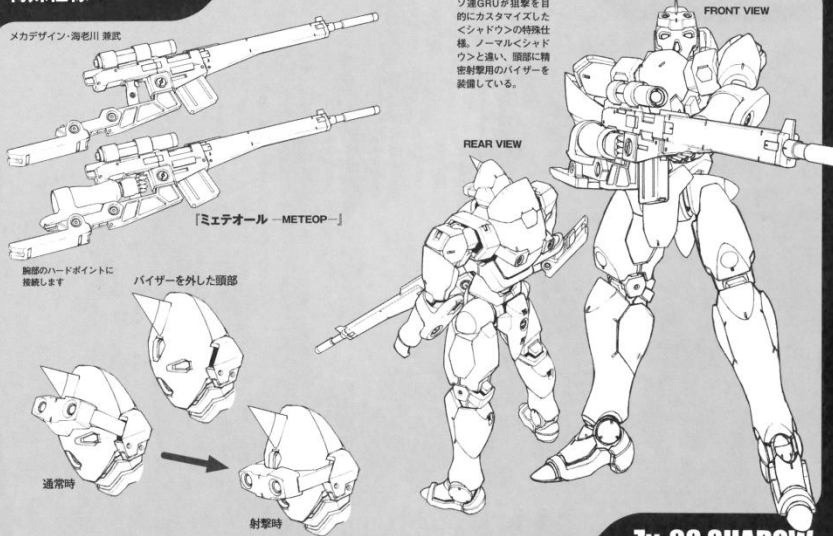 メカデザイン・海老川 兼武
『ミェテオール —МЕТЕОР—』
腕部のハードポイントに
接続します
バイザーを外した頭部
通常時
射撃時
ソ連GRUが狙撃を目
的にカスタマイズした
<シャドウ>の特殊仕
様。ノーマル<シャド
ウ>と違い、頭部に精
密射撃用のバイザーを
装備している。
REAR VIEW
FRONT VIEW
SHADOW